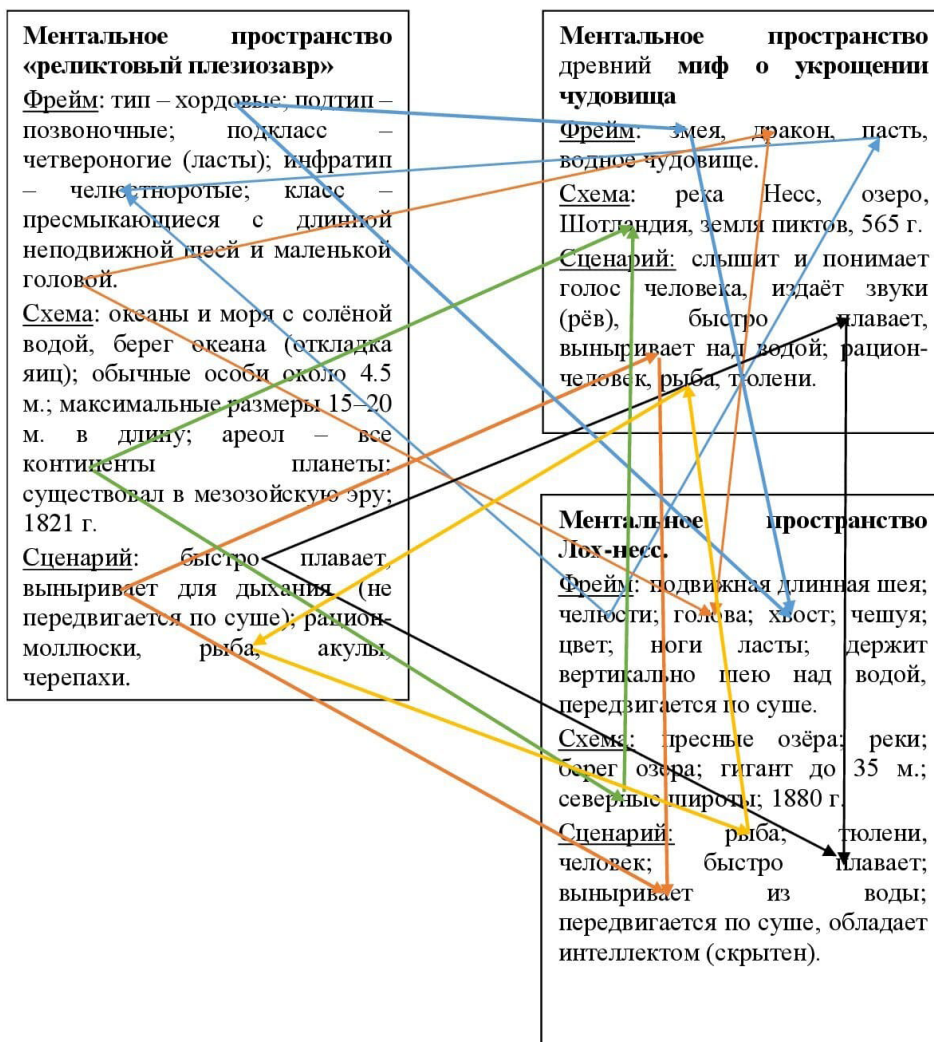 Ментальное пространство
«реликтовый плезиозавр»
Фрейм: тип – хордовые; подтип –
позвоночные; подкласс –
четвероногие (ласты); инфратип
– челюстноротые; класс –
пресмыкающиеся с длинной
неподвижной шеей и маленькой
головой.
Схема: океаны и моря с солёной
водой, берег океана (откладка
яиц); обычные особи около 4.5
м.; максимальные размеры 15–20
м. в длину; ареол – все
континенты планеты;
существовал в мезозойскую эру;
1821 г.
Сценарий: быстро плавает,
выныривает для дыхания (не
передвигается по суше); рацион-
моллюски, рыба, акулы,
черепахи.
Ментальное пространство
древний миф о укрощении
чудовища
Фрейм: змея, дракон, пасть,
водное чудовище.
Схема: река Несс, озеро,
Шотландия, земля пиктов, 565 г.
Сценарий: слышит и понимает
голос человека, издаёт звуки
(рёв), быстро плавает,
выныривает над водой; рацион-
человек, рыба, тюлени.
Ментальное пространство
Лох-несс.
Фрейм: подвижная длинная шея;
челюсти; голова; хвост; чешуя;
цвет; ноги ласты; держит
вертикально шею над водой,
передвигается по суше.
Схема: пресные озёра; реки;
берег озера; гигант до 35 м.;
северные широты; 1880 г.
Сценарий: рыба; тюлени,
человек; быстро плавает;
выныривает из воды;
передвигается по суше, обладает
интеллектом (скрытен).